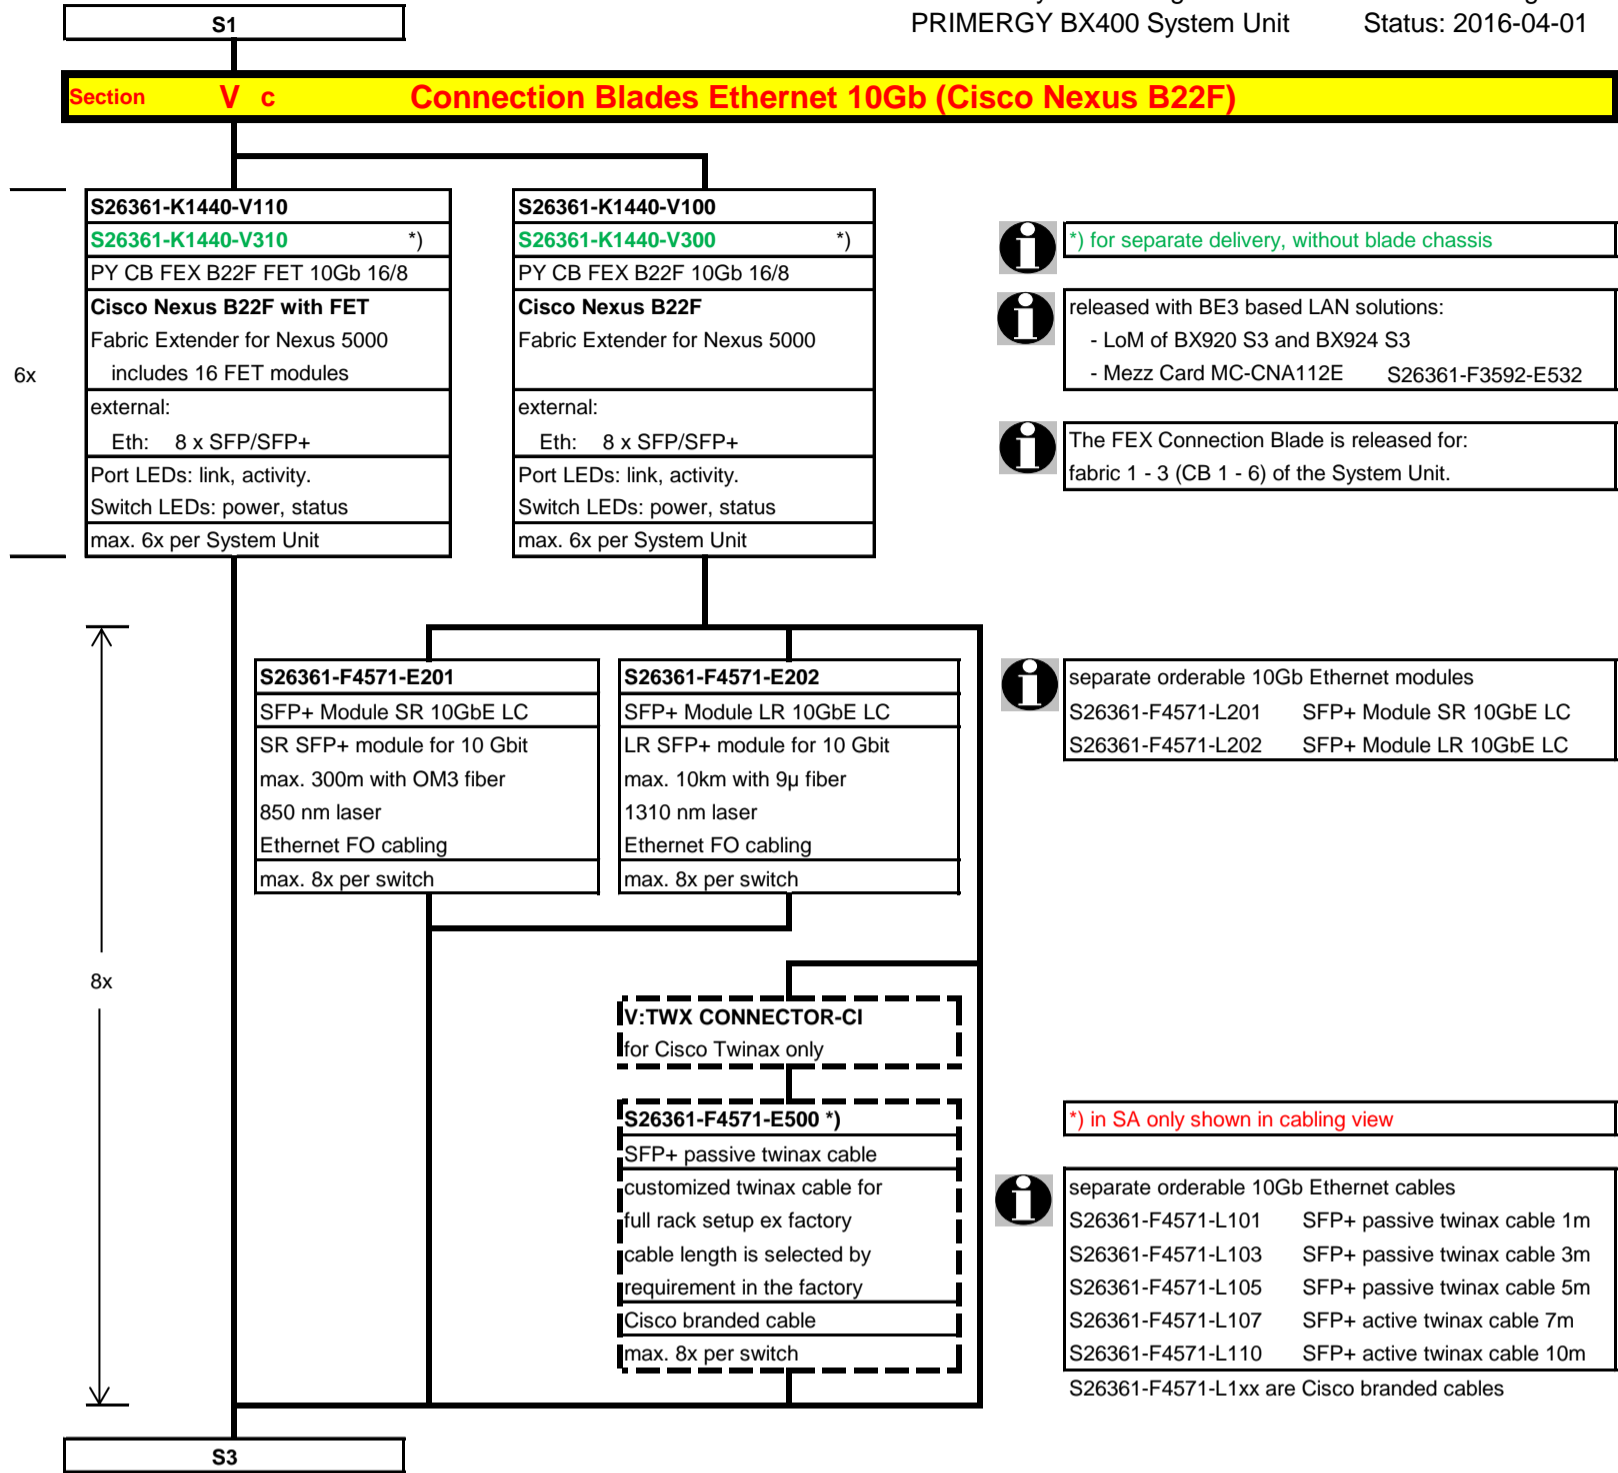 S1
PRIMERGY BX400 System Unit Status: 2016-04-01
Section V c Connection Blades Ethernet 10Gb (Cisco Nexus B22F)
6x
S26361-K1440-V110
S26361-K1440-V310 *)
PY CB FEX B22F FET 10Gb 16/8
Cisco Nexus B22F with FET
Fabric Extender for Nexus 5000
includes 16 FET modules
external:
Eth: 8 x SFP/SFP+
Port LEDs: link, activity.
Switch LEDs: power, status
max. 6x per System Unit
S26361-K1440-V100
S26361-K1440-V300 *)
PY CB FEX B22F 10Gb 16/8
Cisco Nexus B22F
Fabric Extender for Nexus 5000
external:
Eth: 8 x SFP/SFP+
Port LEDs: link, activity.
Switch LEDs: power, status
max. 6x per System Unit
*) for separate delivery, without blade chassis
released with BE3 based LAN solutions:
- LoM of BX920 S3 and BX924 S3
- Mezz Card MC-CNA112E S26361-F3592-E532
The FEX Connection Blade is released for:
fabric 1 - 3 (CB 1 - 6) of the System Unit.
8x
S26361-F4571-E201
SFP+ Module SR 10GbE LC
SR SFP+ module for 10 Gbit
max. 300m with OM3 fiber
850 nm laser
Ethernet FO cabling
max. 8x per switch
S26361-F4571-E202
SFP+ Module LR 10GbE LC
LR SFP+ module for 10 Gbit
max. 10km with 9µ fiber
1310 nm laser
Ethernet FO cabling
max. 8x per switch
separate orderable 10Gb Ethernet modules
S26361-F4571-L201 SFP+ Module SR 10GbE LC
S26361-F4571-L202 SFP+ Module LR 10GbE LC
V:TWX CONNECTOR-CI
for Cisco Twinax only
S26361-F4571-E500 *)
SFP+ passive twinax cable
customized twinax cable for
full rack setup ex factory
cable length is selected by
requirement in the factory
Cisco branded cable
max. 8x per switch
*) in SA only shown in cabling view
separate orderable 10Gb Ethernet cables
S26361-F4571-L101 SFP+ passive twinax cable 1m
S26361-F4571-L103 SFP+ passive twinax cable 3m
S26361-F4571-L105 SFP+ passive twinax cable 5m
S26361-F4571-L107 SFP+ active twinax cable 7m
S26361-F4571-L110 SFP+ active twinax cable 10m
S26361-F4571-L1xx are Cisco branded cables
S3